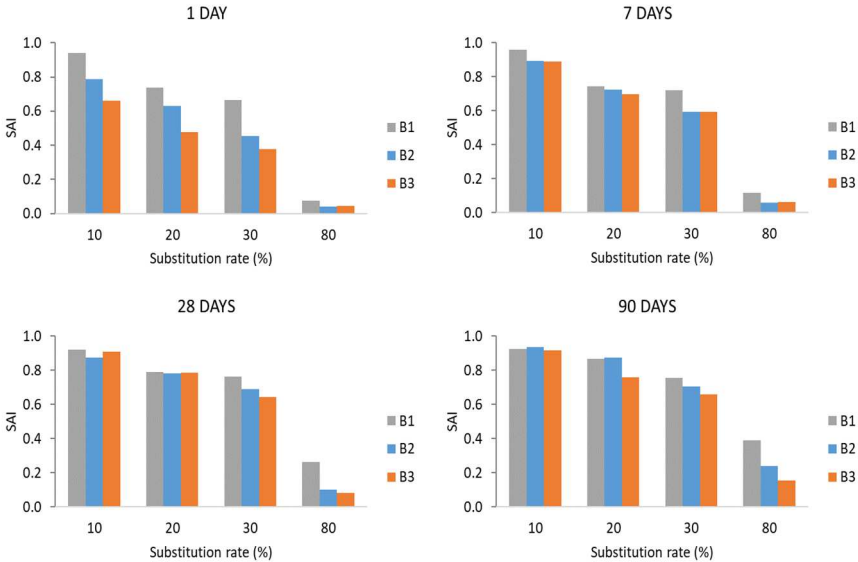 1 DAY
1.0
0.8
0.6
0.4
0.2
0.0
SAI
10 20 30 80
Substitution rate (%)
B1
B2
B3
7 DAYS
1.0
0.8
0.6
0.4
0.2
0.0
SAI
10 20 30 80
Substitution rate (%)
B1
B2
B3
28 DAYS
1.0
0.8
0.6
0.4
0.2
0.0
SAI
10 20 30 80
Substitution rate (%)
B1
B2
B3
90 DAYS
1.0
0.8
0.6
0.4
0.2
0.0
SAI
10 20 30 80
Substitution rate (%)
B1
B2
B3